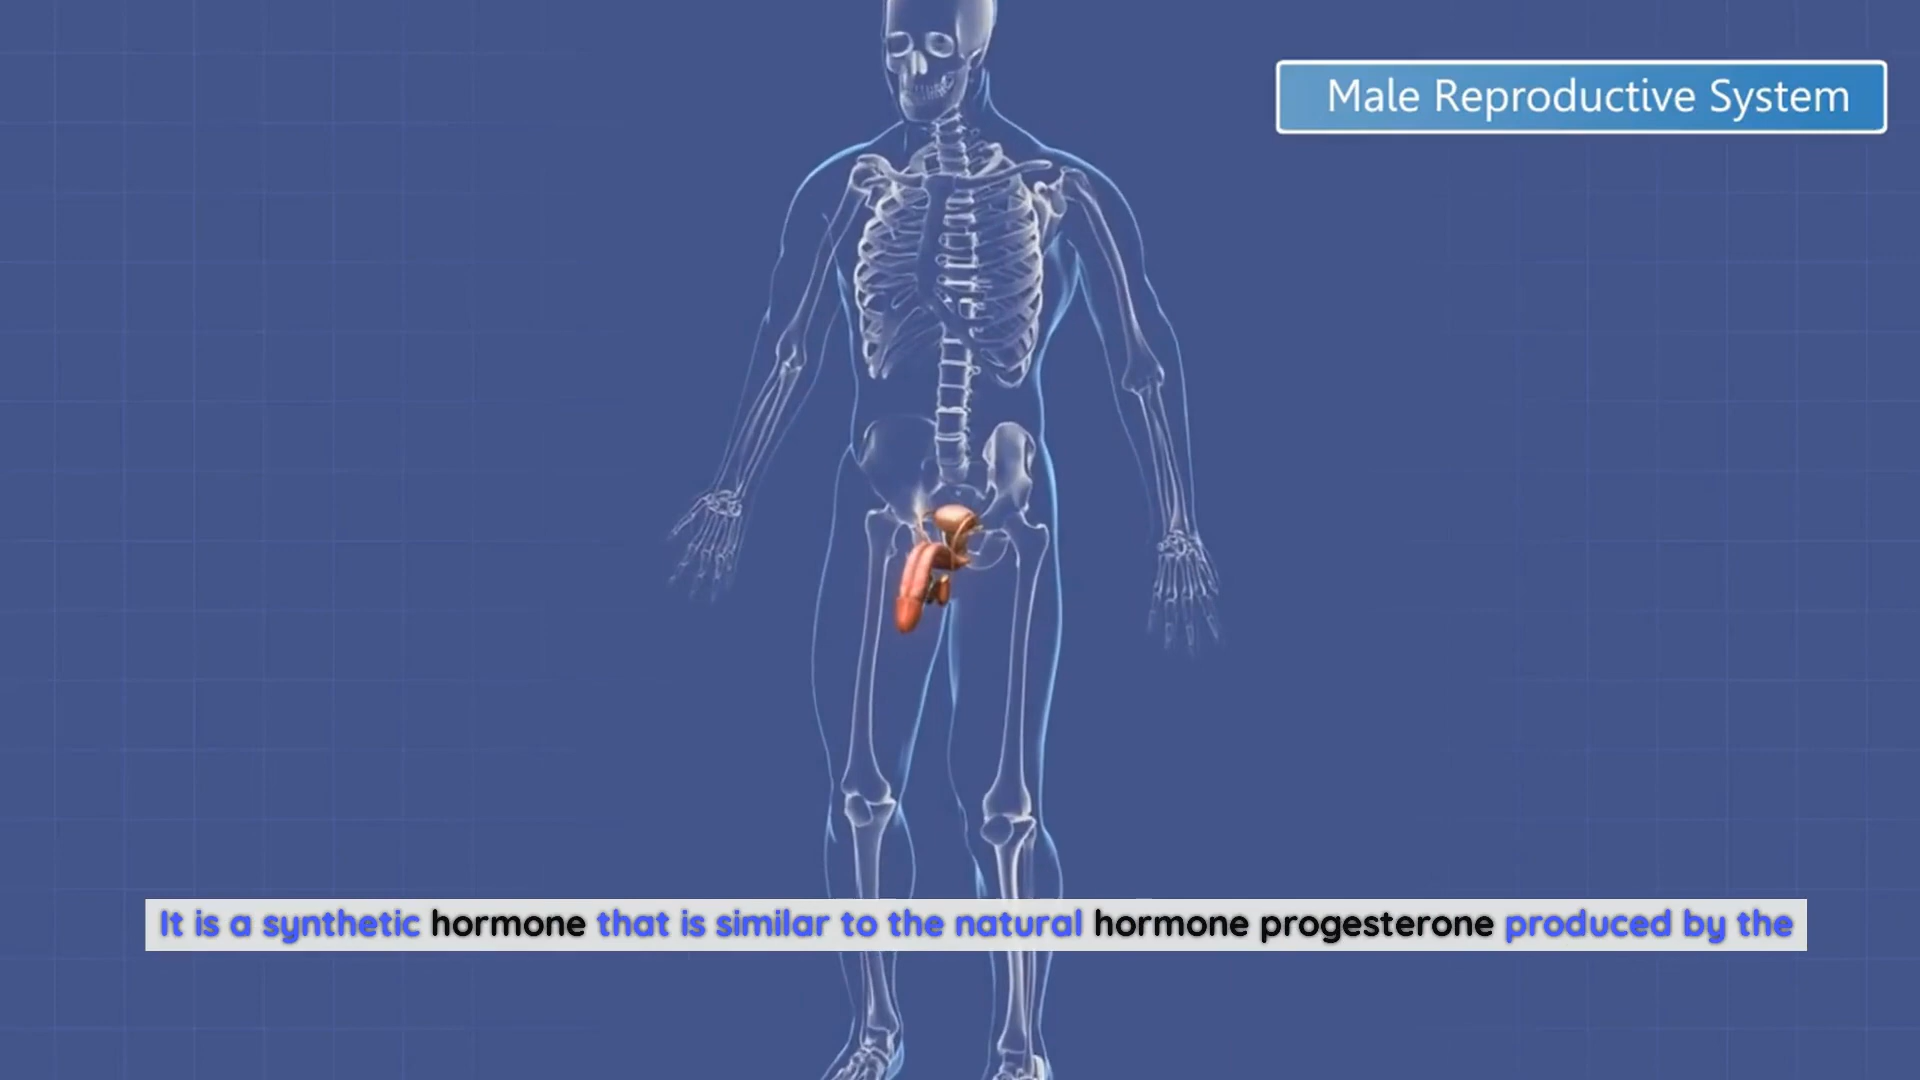 Male Reproductive System
It is a synthetic hormone that is similar to the natural hormone progesterone produced by the